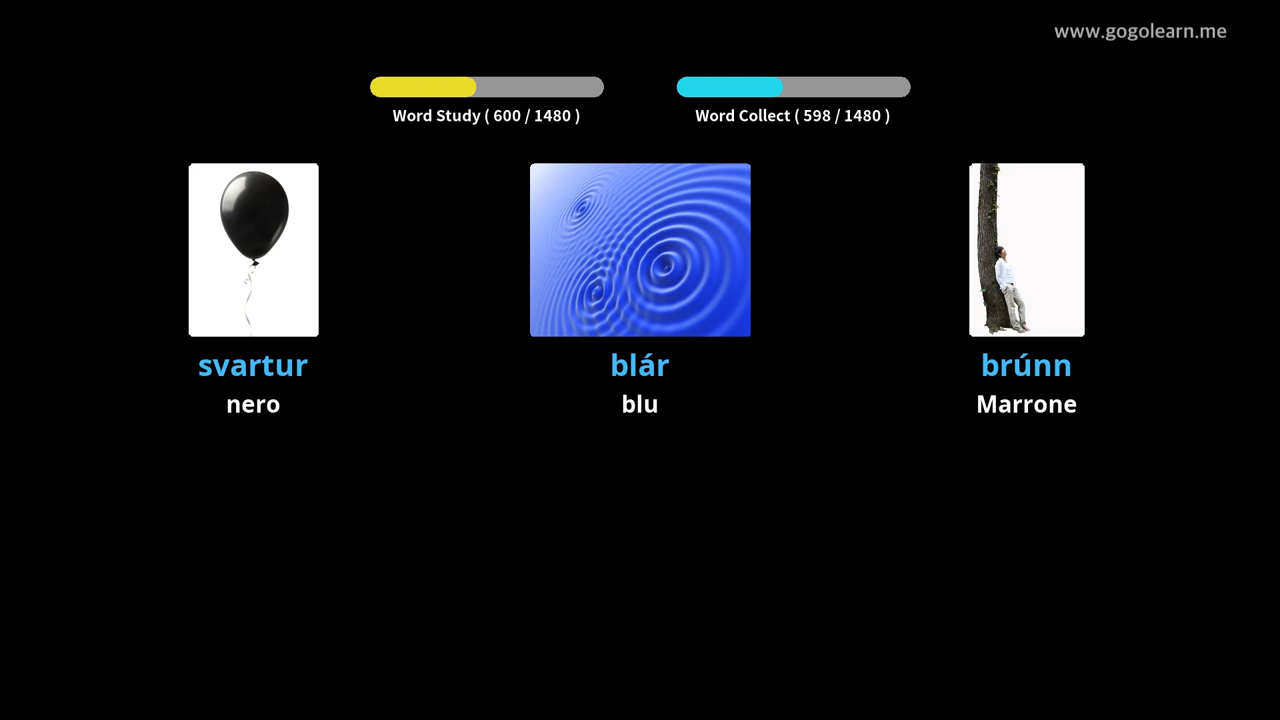 www.gogolearn.me
Word Study ( 600 / 1480 )
Word Collect ( 598 / 1480 )
svartur
nero
blár
blu
brúnn
Marrone